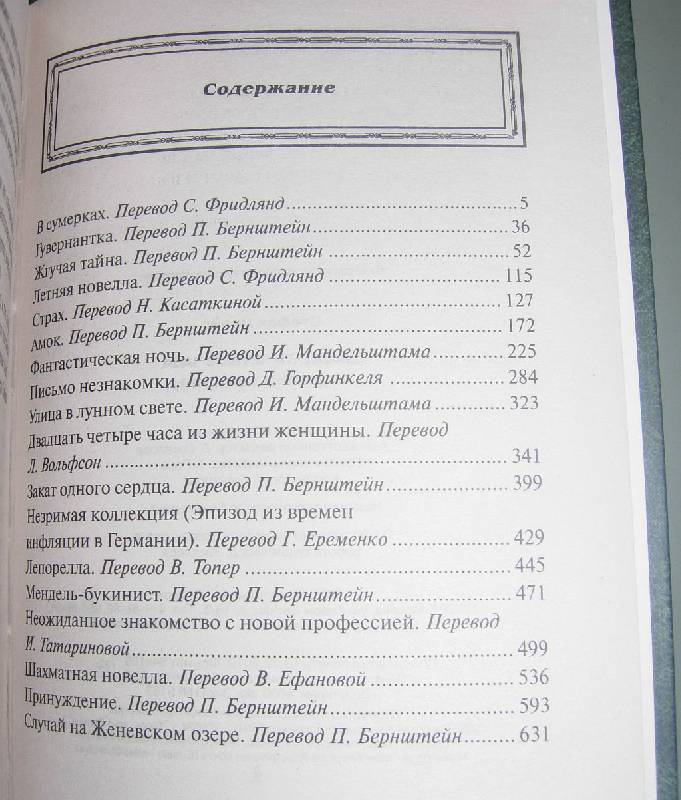 Содержание
В сумерках. Перевод С. Фридлянд..........5
Гувернантка. Перевод П. Бернштейн..........36
Жгучая тайна. Перевод П. Бернштейн..........52
Летняя новелла. Перевод С. Фридлянд..........115
Страх. Перевод Н. Касаткиной..........127
Амок. Перевод П. Бернштейн..........172
Фантастическая ночь. Перевод И. Мандельштама..........225
Письмо незнакомки. Перевод Д. Горфинкеля..........284
Улица в лунном свете. Перевод И. Мандельштама..........323
Двадцать четыре часа из жизни женщины. Перевод
Л. Вольфсон..........341
Закат одного сердца. Перевод П. Бернштейн..........399
Незримая коллекция (Эпизод из времен
инфляции в Германии). Перевод Г. Еременко..........429
Лепорелла. Перевод В. Топер..........445
Мендель-букинист. Перевод П. Бернштейн..........471
Неожиданное знакомство с новой профессией. Перевод
И. Татариновой..........499
Шахматная новелла. Перевод В. Ефановой..........536
Принуждение. Перевод П. Бернштейн..........593
Случай на Женевском озере. Перевод П. Бернштейн..........631